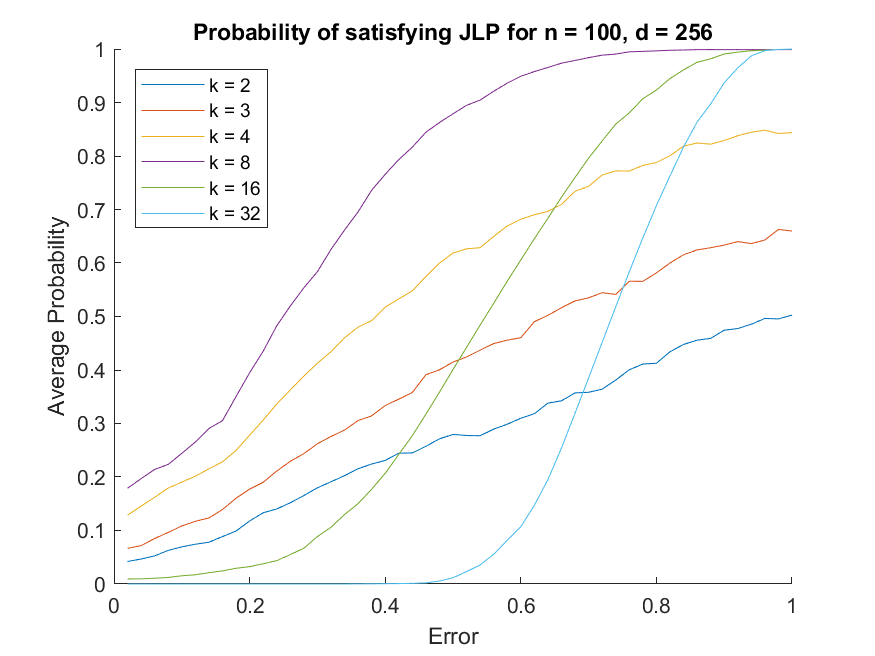 Probability of satisfying JLP for n = 100, d = 256
1
0.9
0.8
0.7
0.6
0.5
0.4
0.3
0.2
0.1
0
Average Probability
k = 2
k = 3
k = 4
k = 8
k = 16
k = 32
0 0.2 0.4 0.6 0.8 1
Error